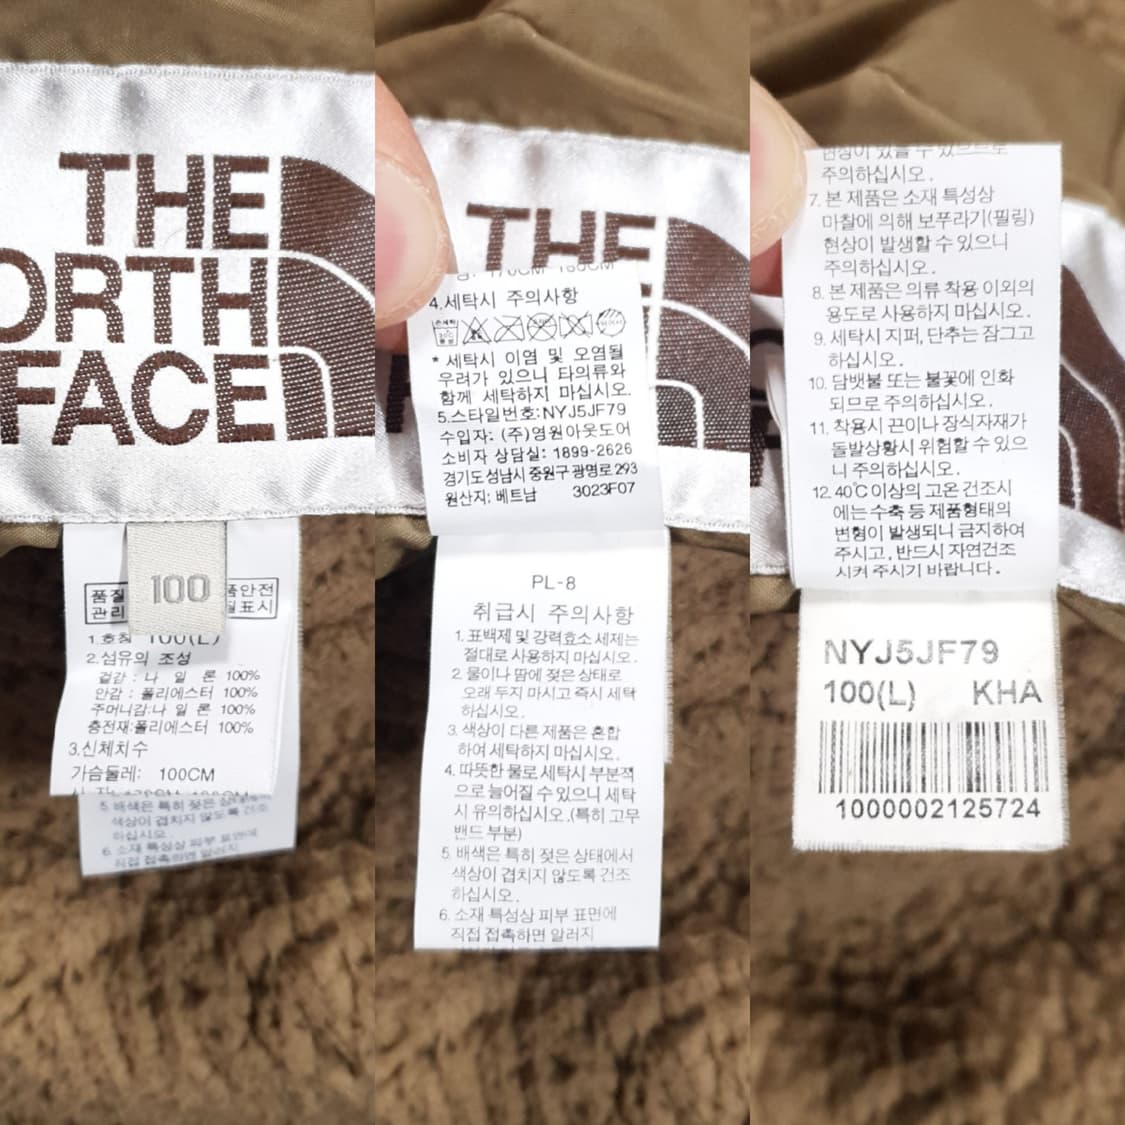 THE
NORTH
FACE
100
품질
관리
품안전
표시
1.호칭 100(L)
2.섬유의 조성
겉감 : 나 일 론 100%
안감 : 폴리에스터 100%
주머니감:나 일 론 100%
충전재:폴리에스터 100%
3.신체치수
가슴둘레: 100CM
5. 배색은 특히 젖은
색상이 겹치지 않도록 건조
하십시오.
6. 소재 특성상 피부 표면에
직접 접촉하면 알러지
THE
4.세탁시 주의사항
* 세탁시 이염 및 오염될
우려가 있으니 타의류와
함께 세탁하지 마십시오.
5.스타일번호:NYJ5JF79
수입자: (주)영원아웃도어
소비자 상담실: 1899-2626
경기도성남시중원구광명로293
원산지: 베트남 3023F07
PL-8
취급시 주의사항
1. 표백제 및 강력효소 세제는
절대로 사용하지 마십시오.
2. 물이나 땀에 젖은 상태로
오래 두지 마시고 즉시 세탁
하십시오.
3. 색상이 다른 제품은 혼합
하여 세탁하지 마십시오.
4. 따뜻한 물로 세탁시 부분적
으로 늘어질 수 있으니 세탁
시 유의하십시오.(특히 고무
밴드 부분)
5. 배색은 특히 젖은 상태에서
색상이 겹치지 않도록 건조
하십시오.
6. 소재 특성상 피부 표면에
직접 접촉하면 알러지
현상이 있을 수 있으므로
주의하십시오.
7. 본 제품은 소재 특성상
마찰에 의해 보푸라기(필링)
현상이 발생할 수 있으니
주의하십시오.
8. 본 제품은 의류 착용 이외의
용도로 사용하지 마십시오.
9. 세탁시 지퍼, 단추는 잠그고
하십시오.
10. 담뱃불 또는 불꽃에 인화
되므로 주의하십시오.
11. 착용시 끈이나 장식자재가
돌발상황시 위험할 수 있으
니 주의하십시오.
12. 40℃ 이상의 고온 건조시
에는 수축 등 제품형태의
변형이 발생되니 금지하여
주시고, 반드시 자연건조
시켜 주시기 바랍니다.
NYJ5JF79
100(L) KHA
1000002125724